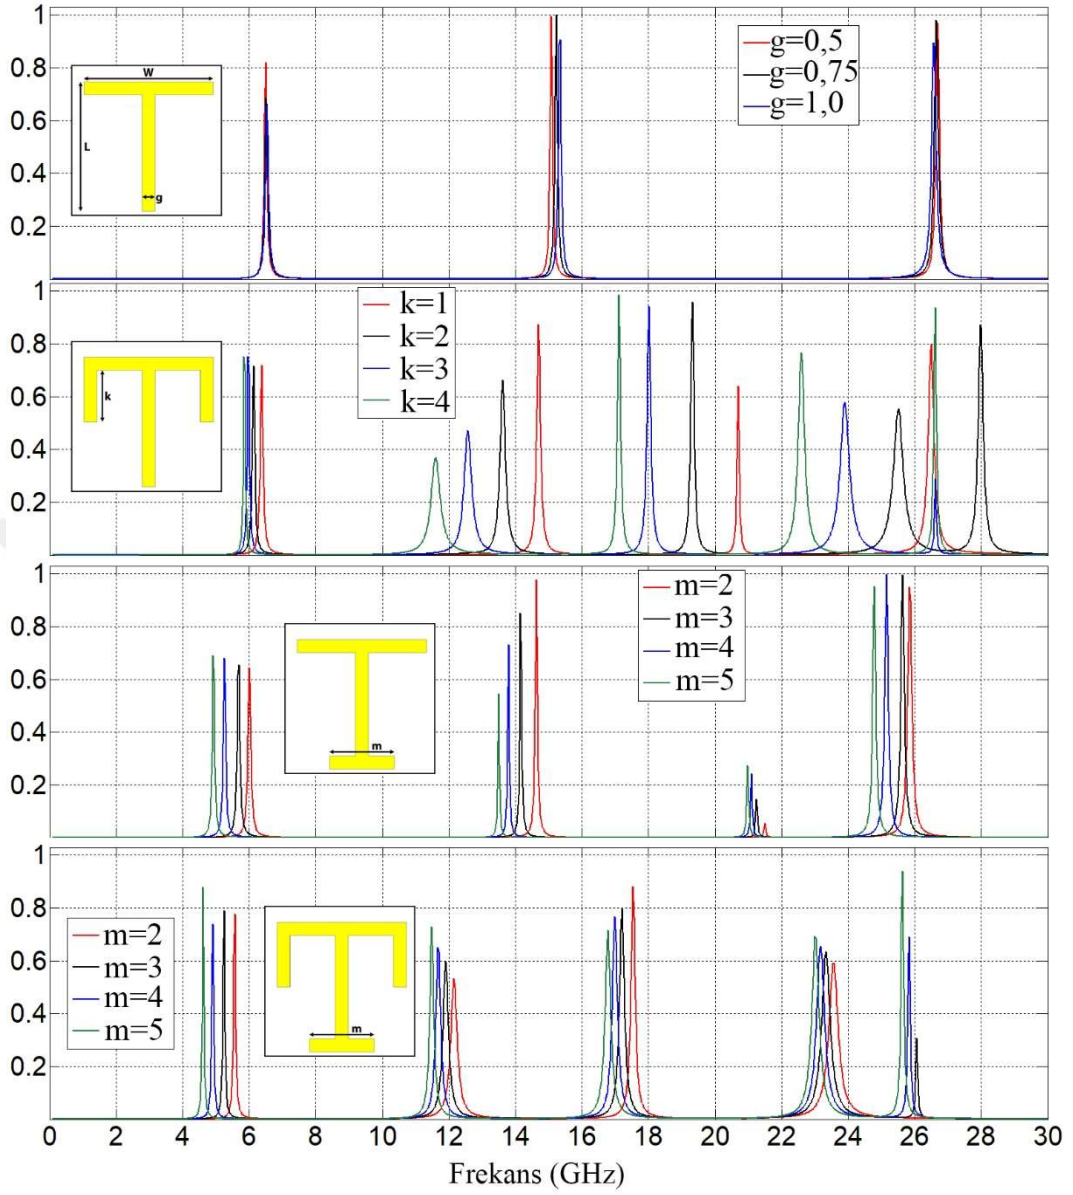 1
0.8
0.6
0.4
0.2
W
L
g
g=0,5
g=0,75
g=1,0
1
0.8
0.6
0.4
0.2
k
k=1
k=2
k=3
k=4
1
0.8
0.6
0.4
0.2
m
m=2
m=3
m=4
m=5
1
0.8
0.6
0.4
0.2
m=2
m=3
m=4
m=5
m
0 2 4 6 8 10 12 14 16 18 20 22 24 26 28 30
Frekans (GHz)